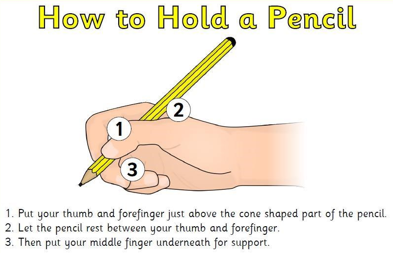 How to Hold a Pencil
1
2
3
1. Put your thumb and forefinger just above the cone shaped part of the pencil.
2. Let the pencil rest between your thumb and forefinger.
3. Then put your middle finger underneath for support.